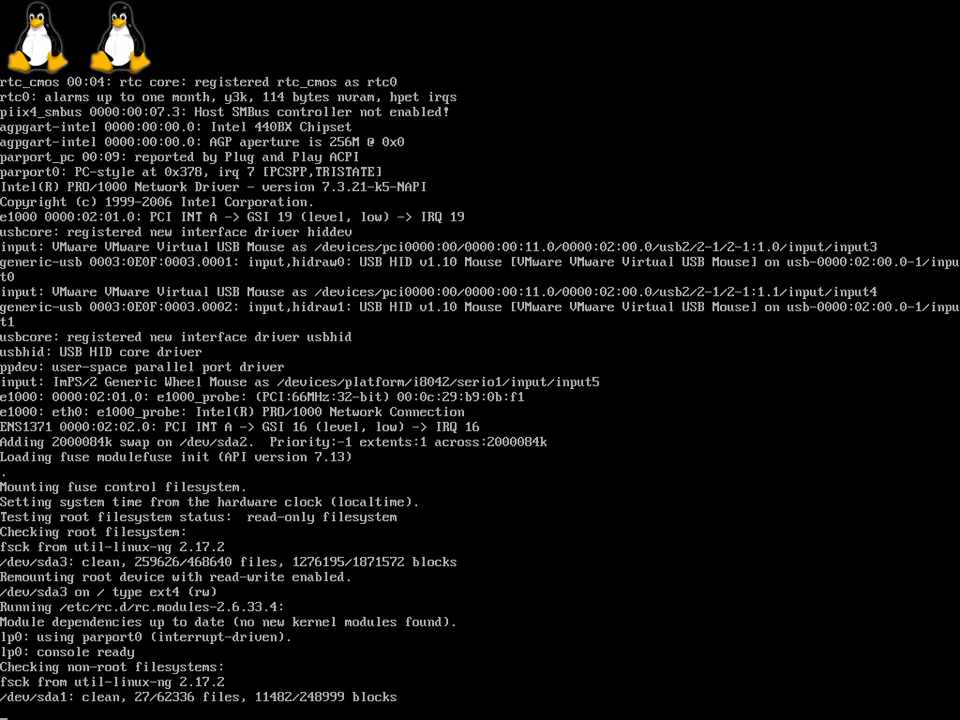 rtc_cmos 00:04: rtc core: registered rtc_cmos as rtc0
rtc0: alarms up to one month, y3k, 114 bytes nvram, hpet irqs
piix4_smbus 0000:00:07.3: Host SMBus controller not enabled!
agpgart-intel 0000:00:00.0: Intel 440BX Chipset
agpgart-intel 0000:00:00.0: AGP aperture is 256M @ 0x0
parport_pc 00:09: reported by Plug and Play ACPI
parport0: PC-style at 0x378, irq 7 [PCSPP,TRISTATE]
Intel(R) PRO/1000 Network Driver - version 7.3.21-k5-NAPI
Copyright (c) 1999-2006 Intel Corporation.
e1000 0000:02:01.0: PCI INT A -> GSI 19 (level, low) -> IRQ 19
usbcore: registered new interface driver hiddev
input: VMware VMware Virtual USB Mouse as /devices/pci0000:00/0000:00:11.0/0000:02:00.0/usb2/2-1/2-1:1.0/input/input3
generic-usb 0003:0E0F:0003.0001: input,hidraw0: USB HID v1.10 Mouse [VMware VMware Virtual USB Mouse] on usb-0000:02:00.0-1/inpu
t0
input: VMware VMware Virtual USB Mouse as /devices/pci0000:00/0000:00:11.0/0000:02:00.0/usb2/2-1/2-1:1.1/input/input4
generic-usb 0003:0E0F:0003.0002: input,hidraw1: USB HID v1.10 Mouse [VMware VMware Virtual USB Mouse] on usb-0000:02:00.0-1/inpu
t1
usbcore: registered new interface driver usbhid
usbhid: USB HID core driver
ppdev: user-space parallel port driver
input: ImPS/2 Generic Wheel Mouse as /devices/platform/i8042/serio1/input/input5
e1000: 0000:02:01.0: e1000_probe: (PCI:66MHz:32-bit) 00:0c:29:b9:0b:f1
e1000: eth0: e1000_probe: Intel(R) PRO/1000 Network Connection
ENS1371 0000:02:02.0: PCI INT A -> GSI 16 (level, low) -> IRQ 16
Adding 2000084k swap on /dev/sda2.  Priority:-1 extents:1 across:2000084k
Loading fuse modulefuse init (API version 7.13)
.
Mounting fuse control filesystem.
Setting system time from the hardware clock (localtime).
Testing root filesystem status:  read-only filesystem
Checking root filesystem:
fsck from util-linux-ng 2.17.2
/dev/sda3: clean, 259626/468640 files, 1276195/1871572 blocks
Remounting root device with read-write enabled.
/dev/sda3 on / type ext4 (rw)
Running /etc/rc.d/rc.modules-2.6.33.4:
Module dependencies up to date (no new kernel modules found).
lp0: using parport0 (interrupt-driven).
lp0: console ready
Checking non-root filesystems:
fsck from util-linux-ng 2.17.2
/dev/sda1: clean, 27/62336 files, 11482/248999 blocks